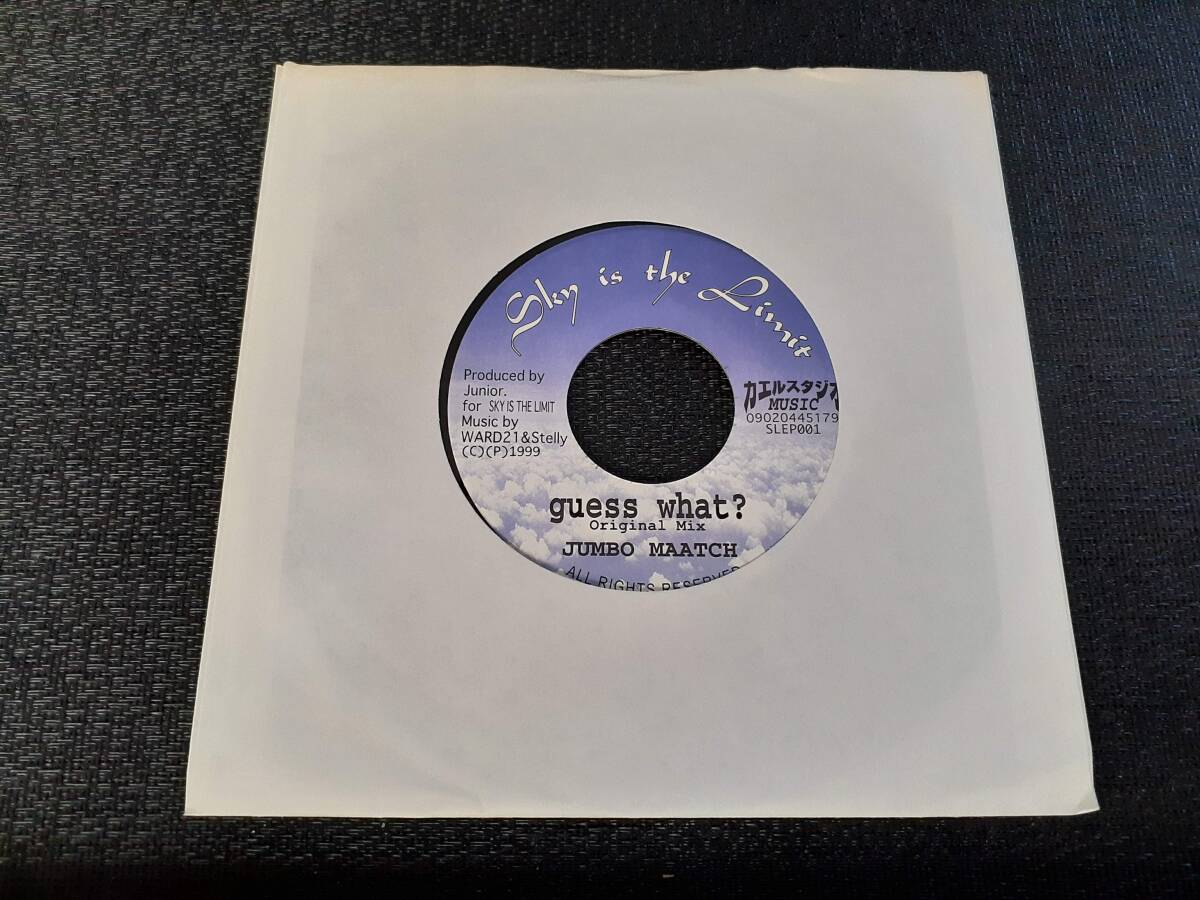 Sky is the Limit
Produced by
Junior.
for SKY IS THE LIMIT
Music by
WARD21&Stelly
(C)(P)1999
カエルスタジオ
MUSIC
09020445179
SLEP001
guess what?
Original Mix
JUMBO MAATCH
ALL RIGHTS RESERVED